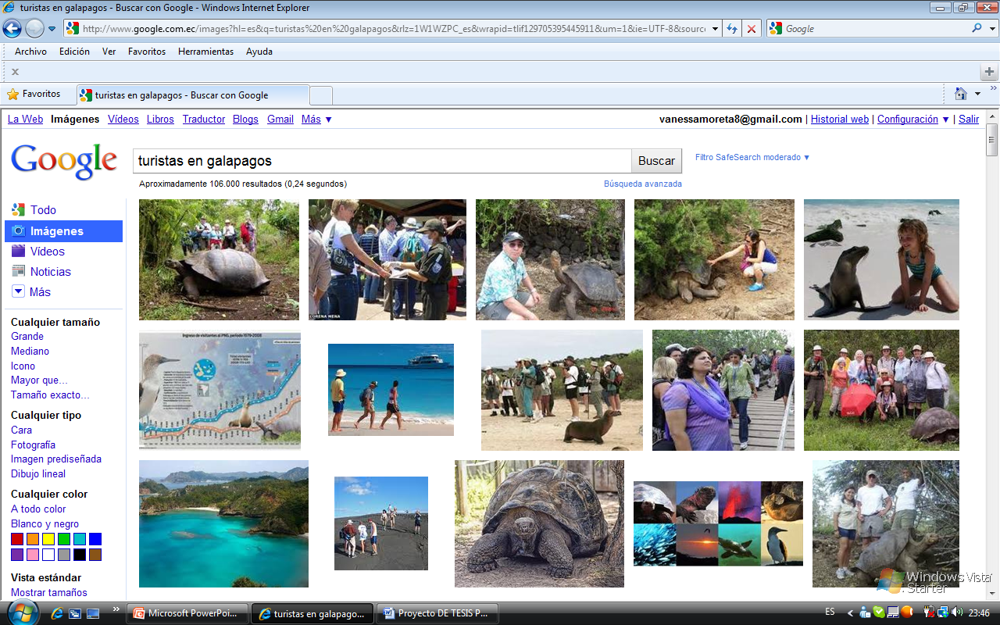 turistas en galapagos - Buscar con Google - Windows Internet Explorer
http://www.google.com.ec/images?hl=es&q=turistas%20en%20galapagos&rlz=1W1WZPC_es&wrapid=tlif129705395445911&um=1&ie=UTF-8&sourc
Google
Archivo Edición Ver Favoritos Herramientas Ayuda
x
Favoritos turistas en galapagos - Buscar con Google
La Web Imágenes Vídeos Libros Traductor Blogs Gmail Más ▼ vanessamoreta8@gmail.com | Historial web | Configuración ▼ | Salir
Google turistas en galapagos Buscar Filtro SafeSearch moderado ▼
Aproximadamente 106.000 resultados (0,24 segundos) Búsqueda avanzada
Todo
Imágenes
Vídeos
Noticias
Más
Cualquier tamaño
Grande
Mediano
Icono
Mayor que...
Tamaño exacto...
Cualquier tipo
Cara
Fotografía
Imagen prediseñada
Dibujo lineal
Cualquier color
A todo color
Blanco y negro
Vista estándar
Mostrar tamaños
LORENA MENA
Ingreso de visitantes al PNG, período 1979-2008
Windows Vista
Starter
Microsoft PowerPoi... turistas en galapago... Proyecto DE TESIS P... ES 23:46